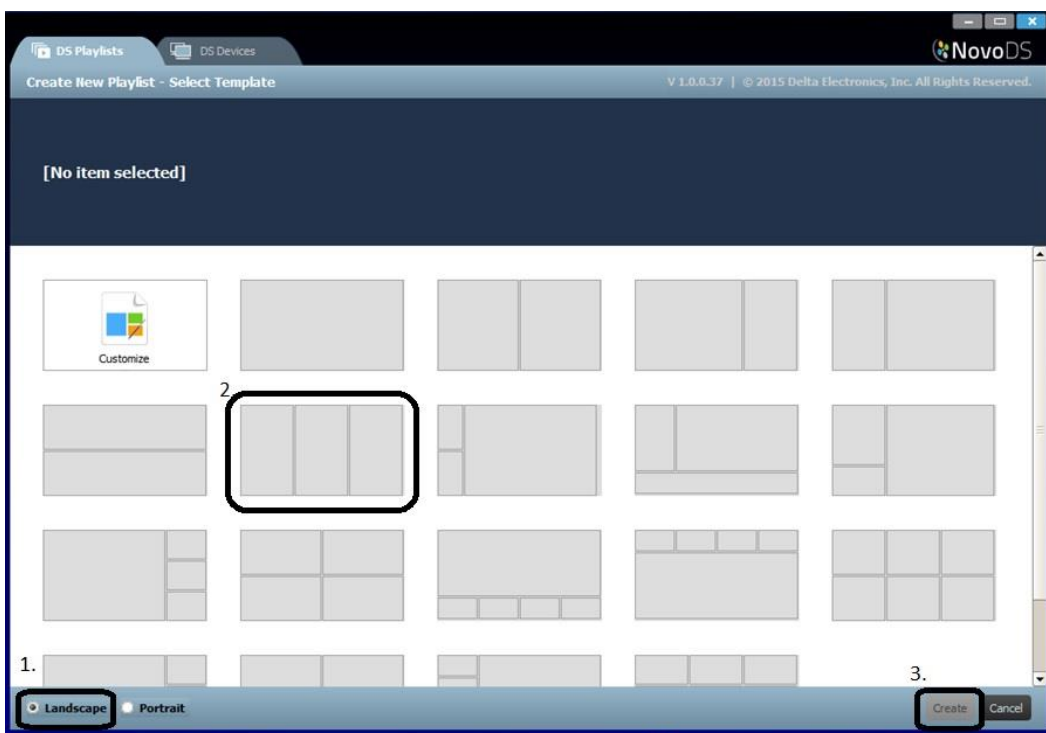 DS Playlists
DS Devices
NovoDS
Create New Playlist - Select Template
V 1.0.0.37 | © 2015 Delta Electronics, Inc. All Rights Reserved.
[No item selected]
Customize
2.
1.
3.
Landscape
Portrait
Create
Cancel